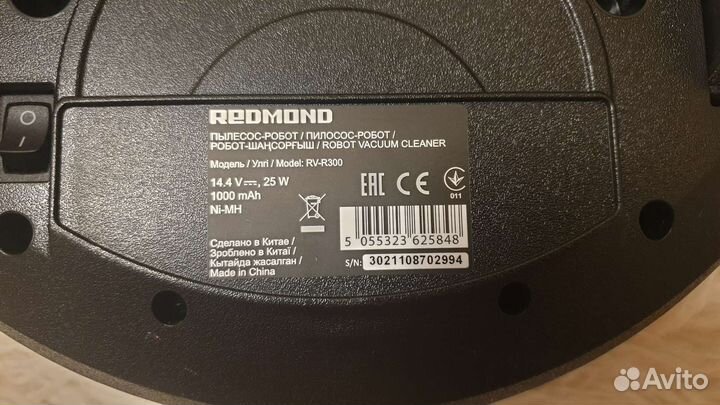 REDMOND
ПЫЛЕСОС-РОБОТ / ПИЛОСОС-РОБОТ /
РОБОТ-ШАҢСОРҒЫШ / ROBOT VACUUM CLEANER
Модель / Үлгі / Model: RV-R300
14.4 V⎓, 25 W
1000 mAh
Ni-MH
EAC CE
011
Сделано в Китае /
Зроблено в Китаї /
Қытайда жасалған /
Made in China
5 055323 625848
S/N: 3021108702994
O
I
Avito